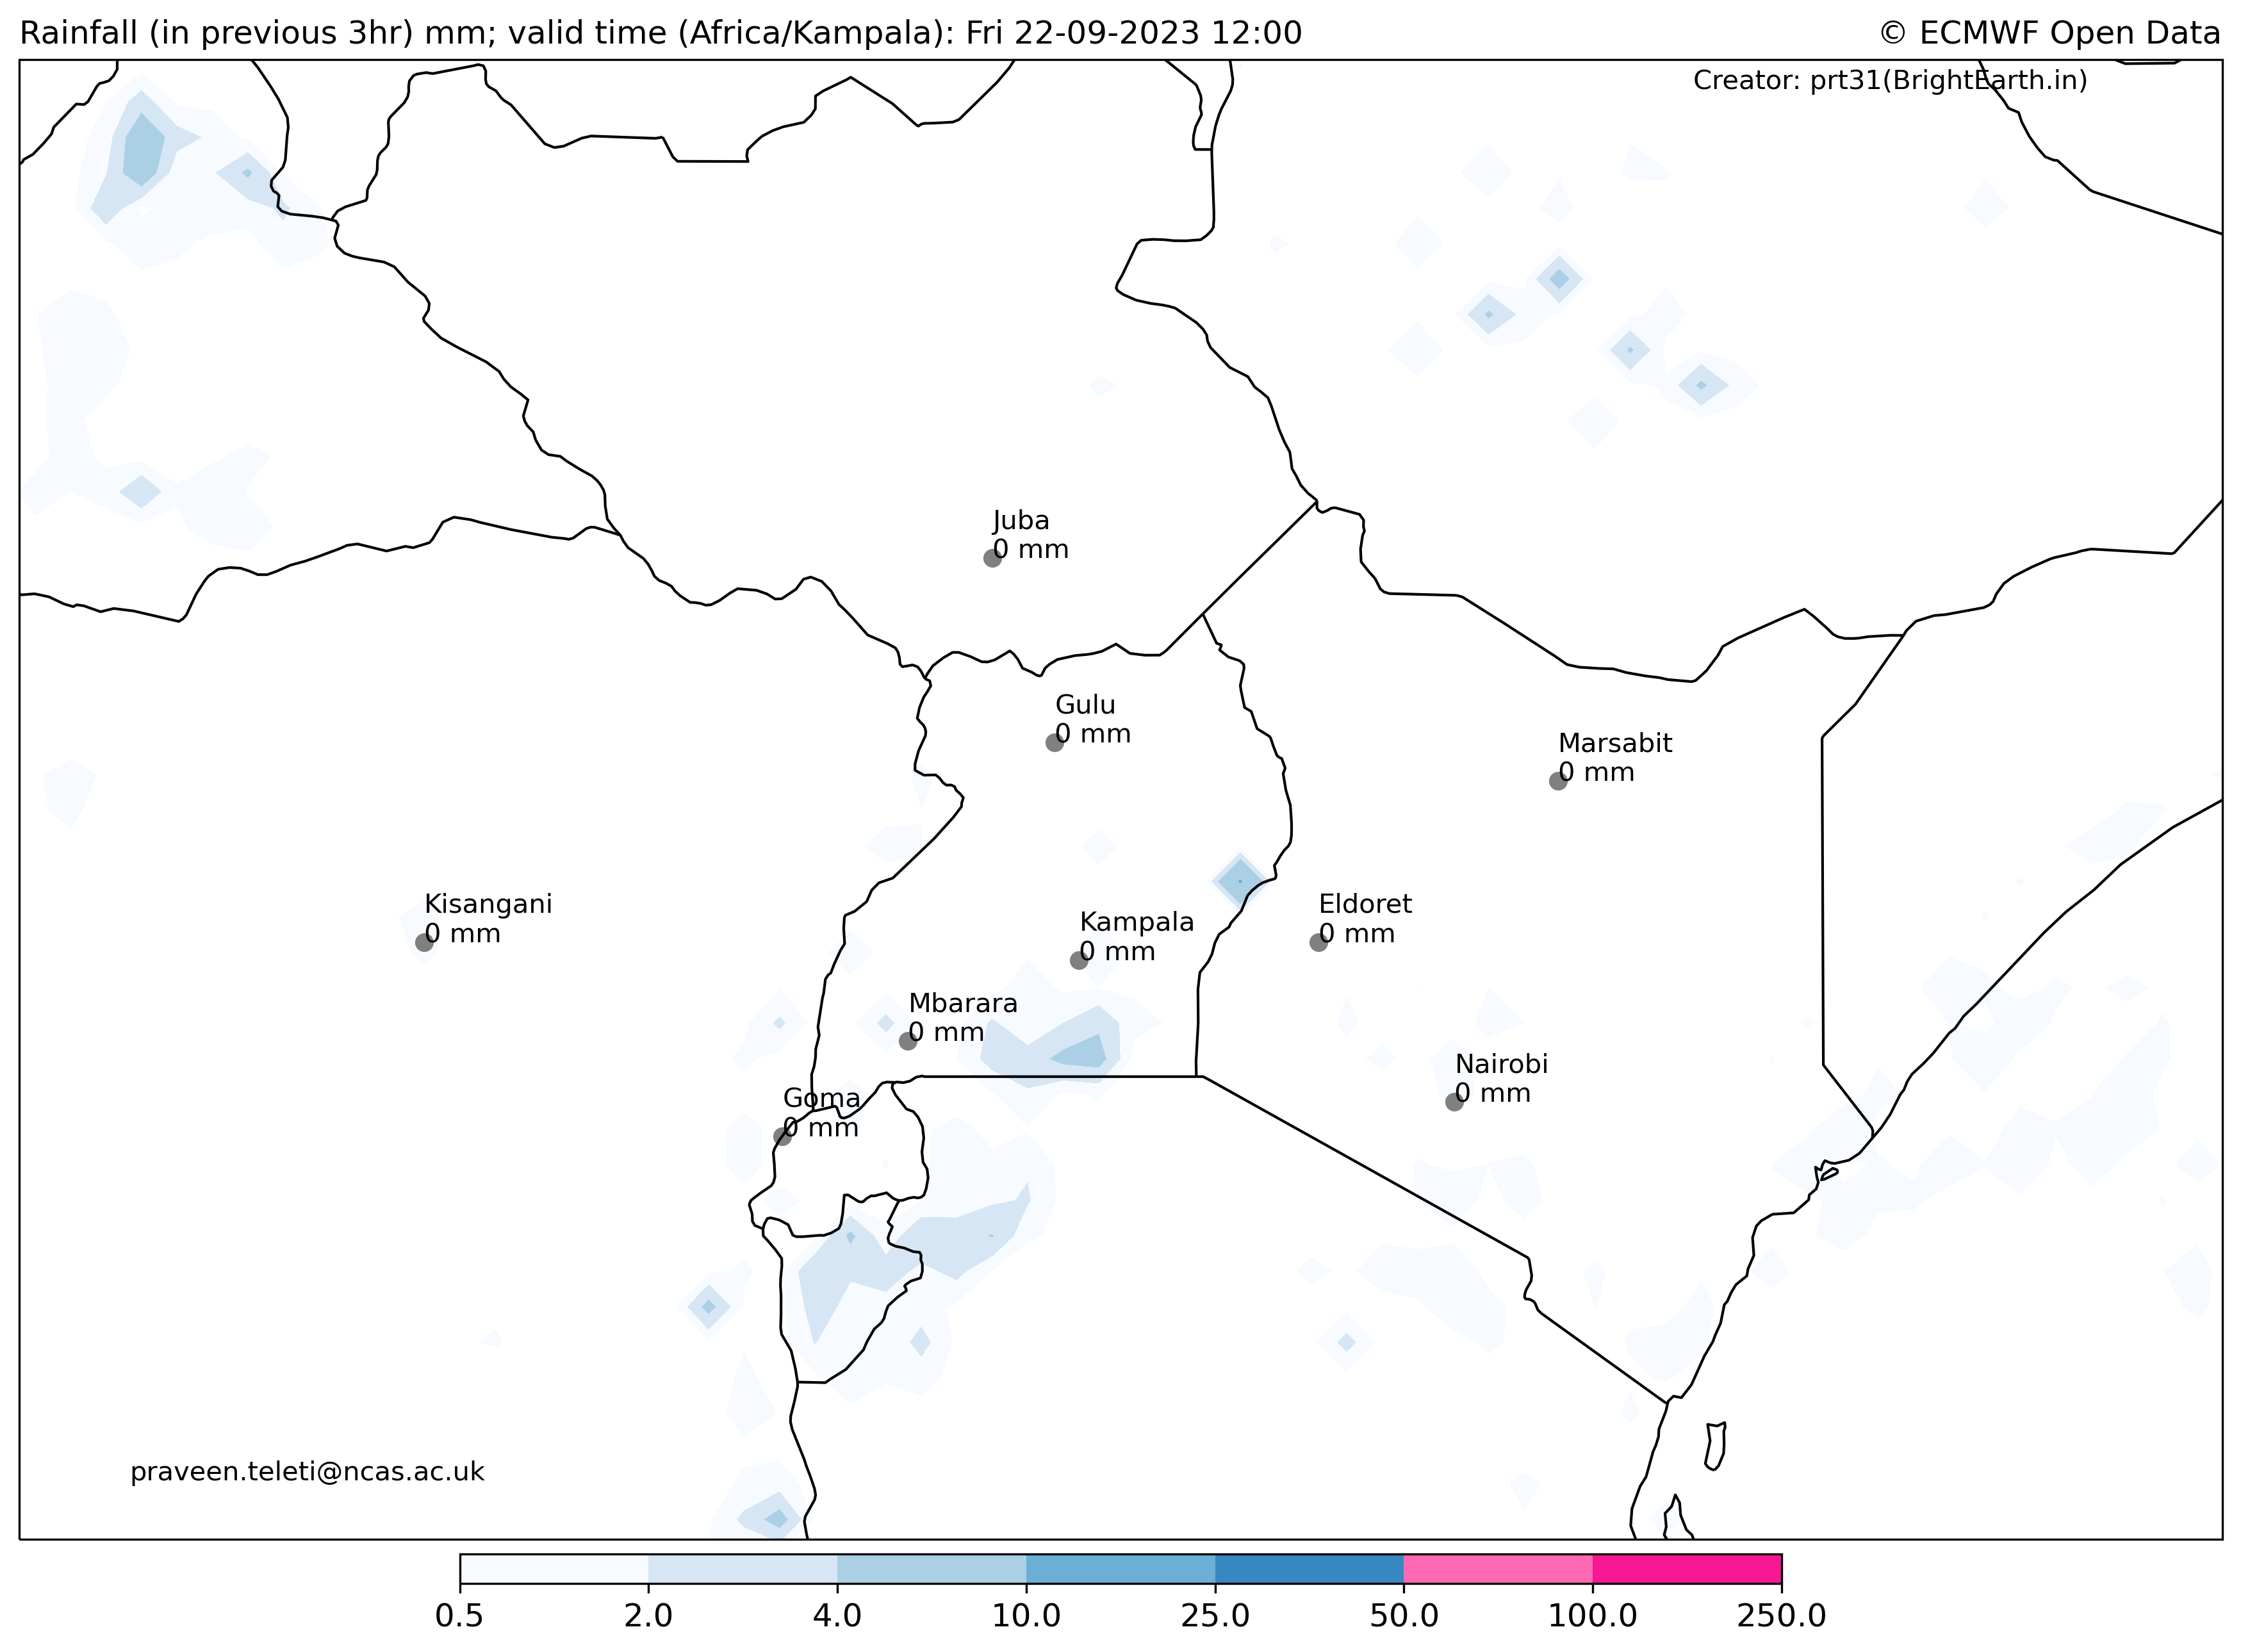 Rainfall (in previous 3hr) mm; valid time (Africa/Kampala): Fri 22-09-2023 12:00
© ECMWF Open Data
Creator: prt31(BrightEarth.in)
Juba
0 mm
Gulu
0 mm
Marsabit
0 mm
Kisangani
0 mm
Kampala
0 mm
Eldoret
0 mm
Mbarara
0 mm
Nairobi
0 mm
Goma
0 mm
praveen.teleti@ncas.ac.uk
0.5 2.0 4.0 10.0 25.0 50.0 100.0 250.0